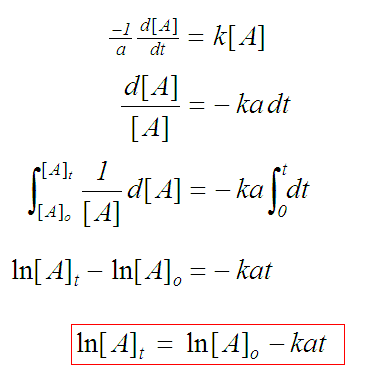 -1/a d[A]/dt = k[A]
d[A]/[A] = - ka dt
∫_{[A]_o}^{[A]_t} 1/[A] d[A] = - ka ∫_0^t dt
ln[A]_t - ln[A]_o = - kat
ln[A]_t = ln[A]_o - kat